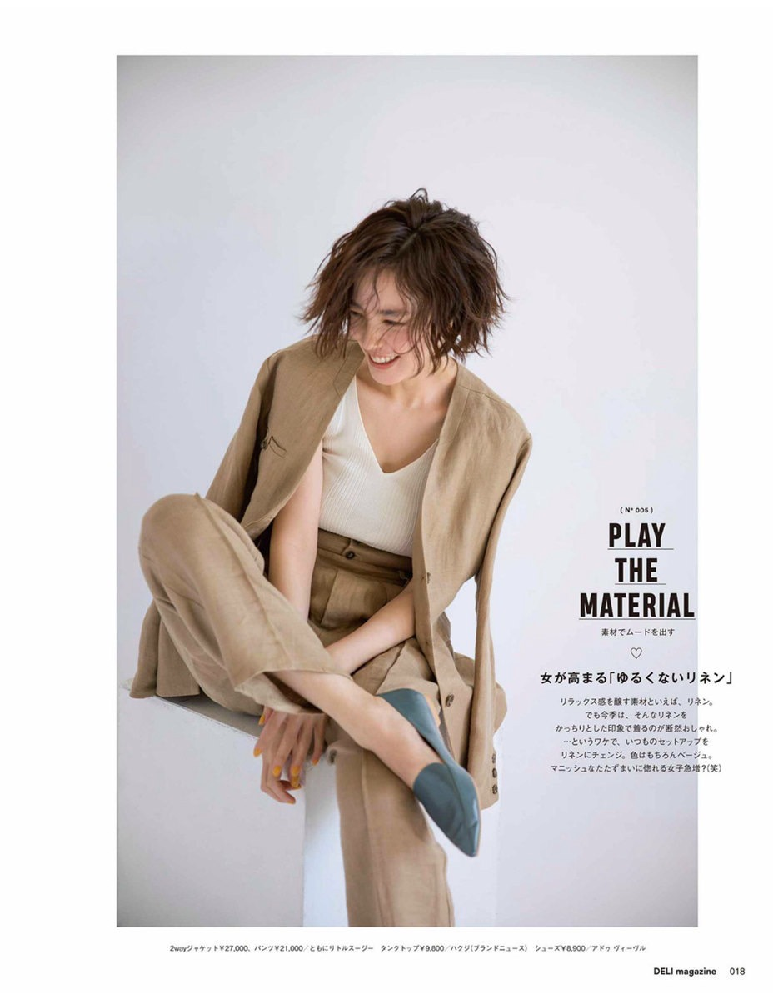 ( N° 005 )
PLAY
THE
MATERIAL
素材でムードを出す
女が高まる「ゆるくないリネン」
リラックス感を醸す素材といえば、リネン。
でも今季は、そんなリネンを
かっちりとした印象で着るのが断然おしゃれ。
…というワケで、いつものセットアップを
リネンにチェンジ。色はもちろんベージュ。
マニッシュなたたずまいに惚れる女子急増?(笑)
2wayジャケット¥27,000、パンツ¥21,000/ともにリトルスージー　タンクトップ¥9,800/ハクジ(ブランドニュース)　シューズ¥8,900/アドゥ ヴィーヴル
DELI magazine 018